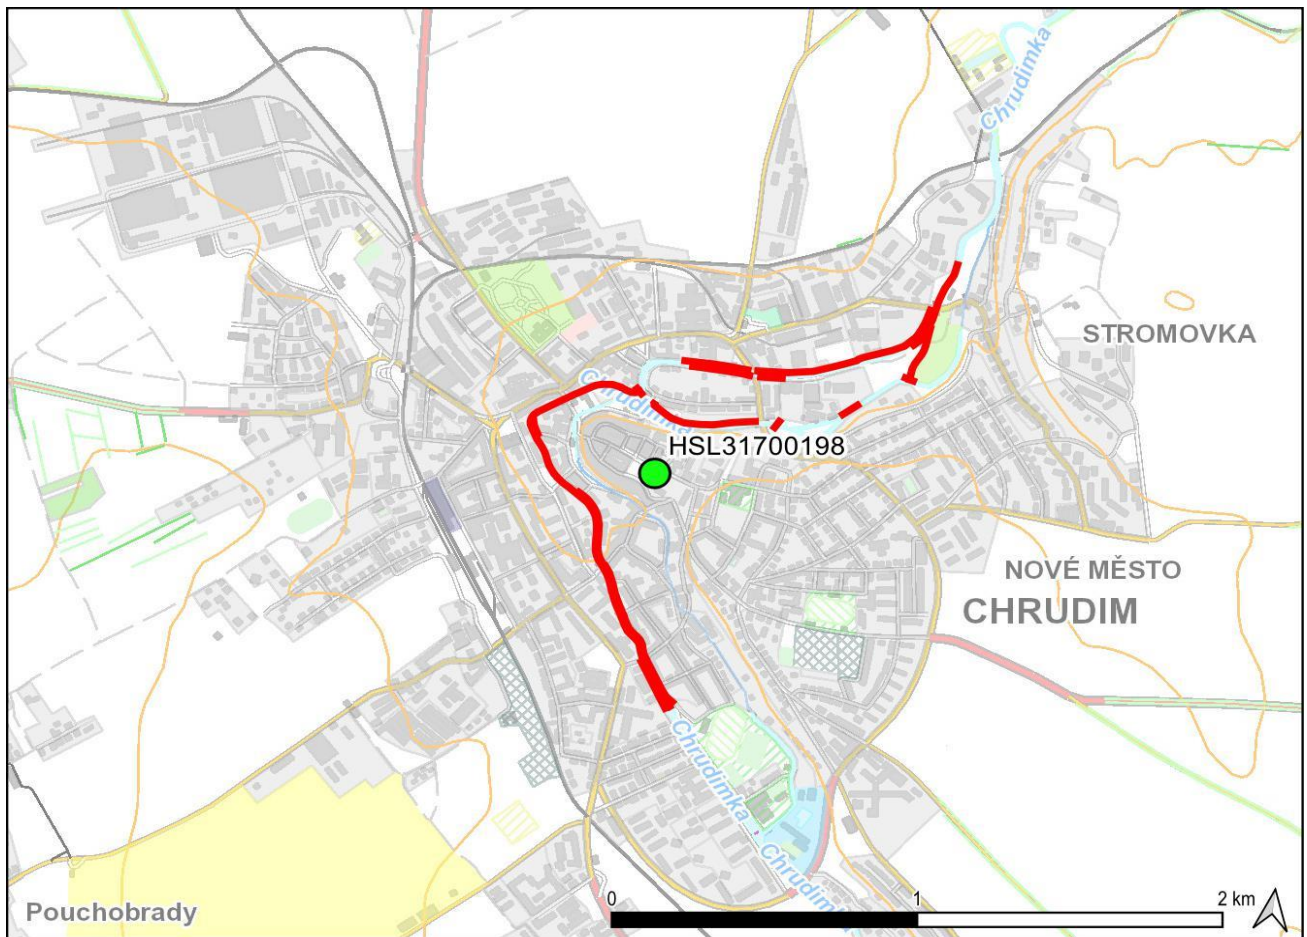 Chrudimka
STROMOVKA
Chrudimka
HSL31700198
NOVÉ MĚSTO
CHRUDIM
Chrudimka
Chrudimka
Pouchobrady
0 1 2 km